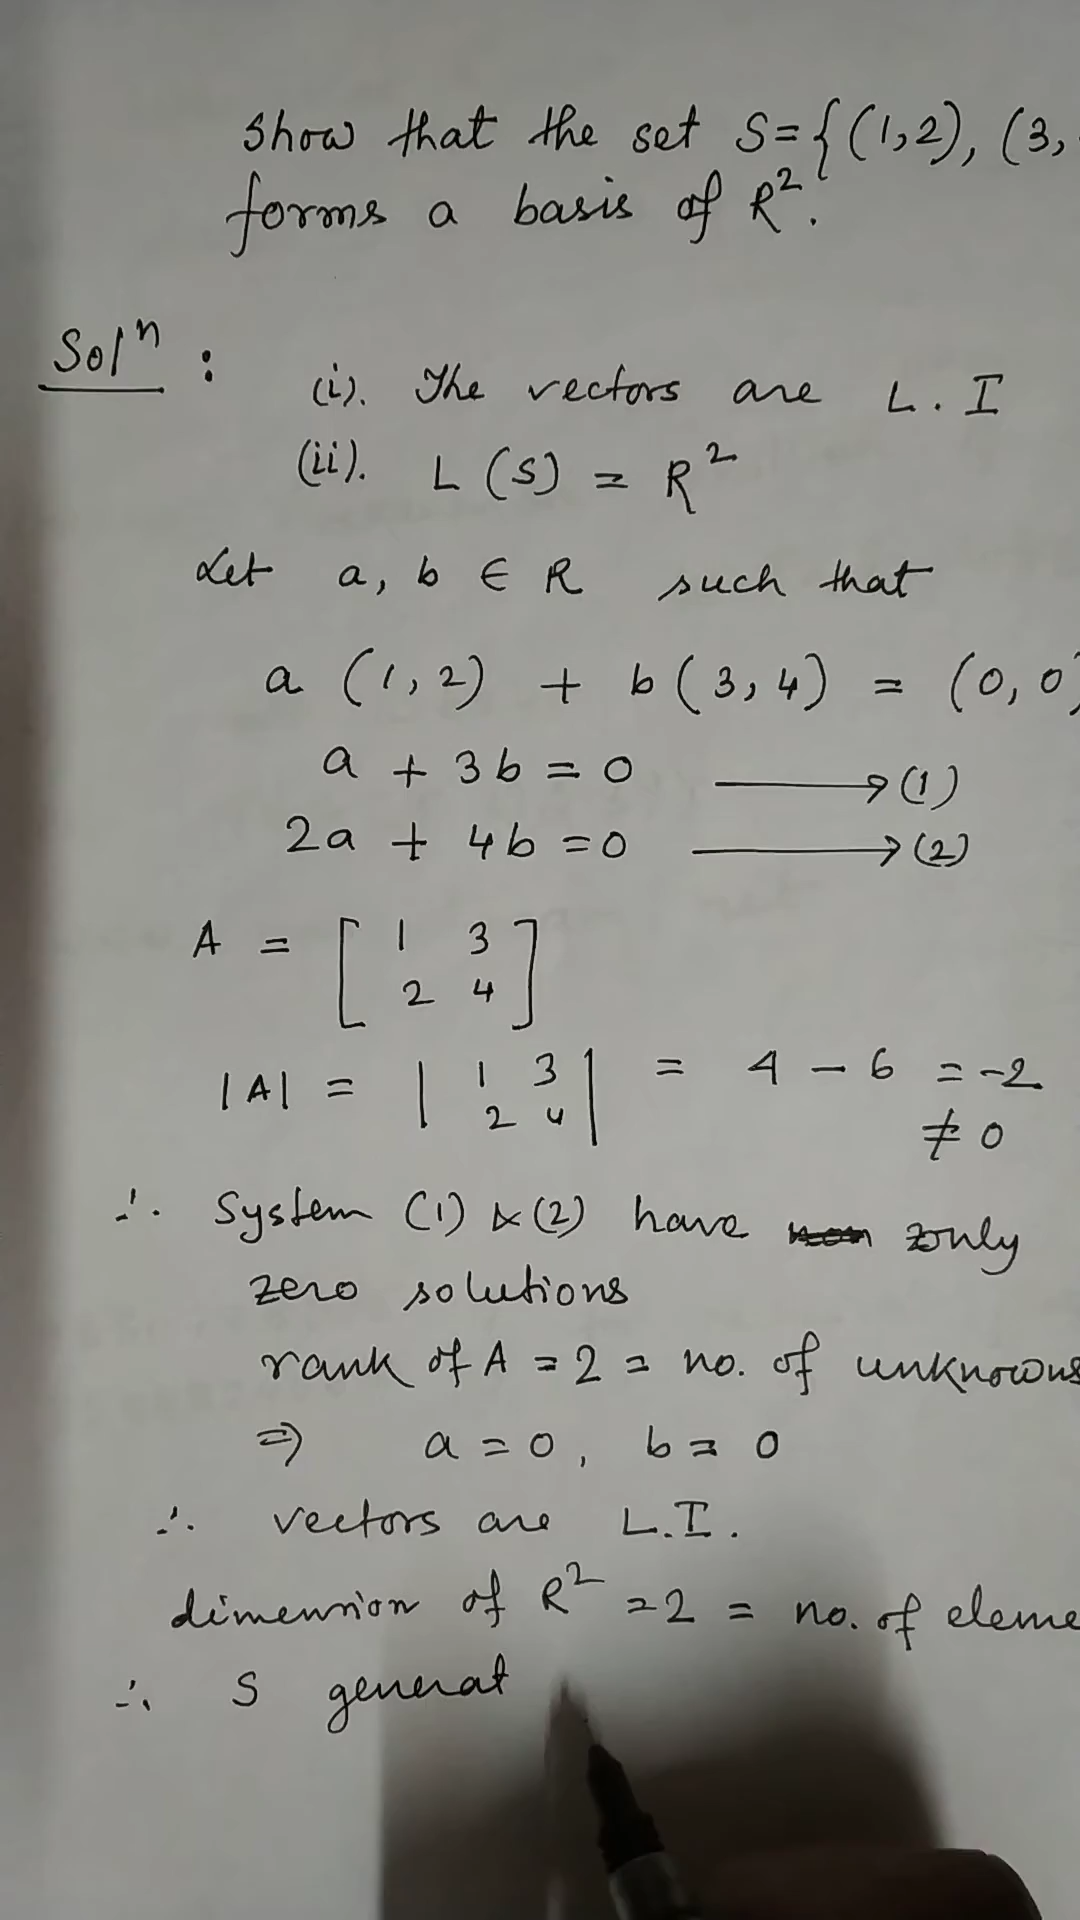 Show that the set S={(1,2), (3,
forms a basis of R².
Solⁿ :
(i). The vectors are L.I
(ii). L(S) = R²
Let a, b ∈ R such that
a (1,2) + b(3,4) = (0,0)
a + 3b = 0 → (1)
2a + 4b = 0 → (2)
A = [ 1 3
2 4 ]
|A| = | 1 3 | = 4 - 6 = -2
2 4 ≠ 0
∴ System (1) & (2) have only
zero solutions
rank of A = 2 = no. of unknowns
⇒ a = 0, b = 0
∴ vectors are L.I.
dimension of R² = 2 = no. of eleme
∴ S generat